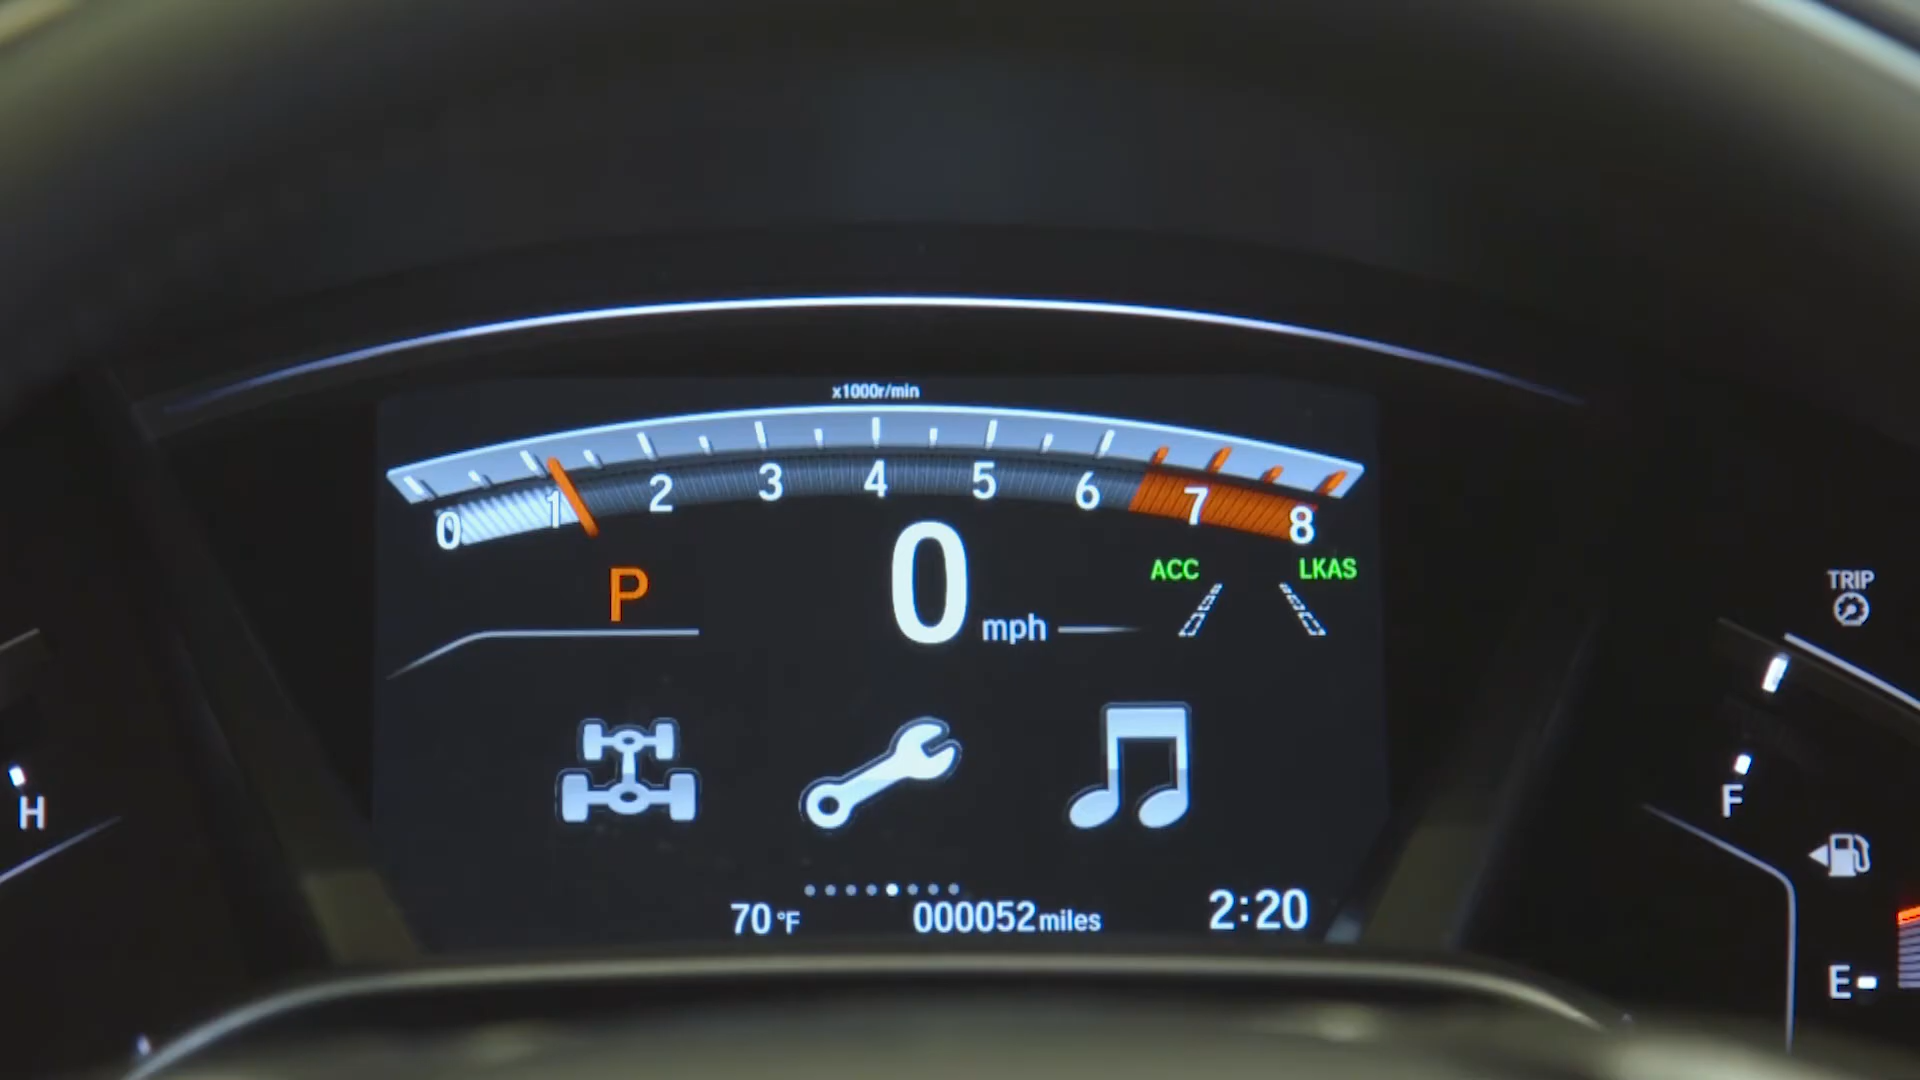 x1000r/min
0 1 2 3 4 5 6 7 8
P
0 mph
ACC
LKAS
TRIP
H
F
E
70 °F
000052 miles
2:20